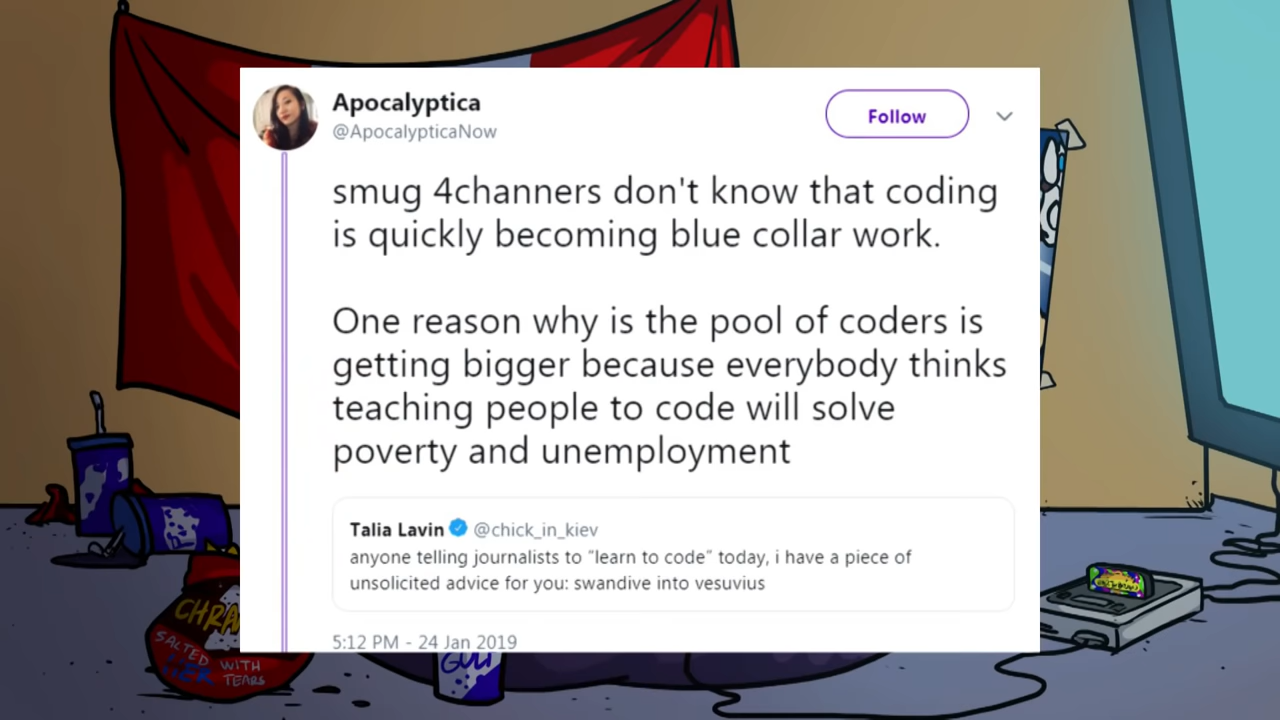 Apocalyptica
@ApocalypticaNow
Follow
smug 4channers don't know that coding
is quickly becoming blue collar work.
One reason why is the pool of coders is
getting bigger because everybody thinks
teaching people to code will solve
poverty and unemployment
Talia Lavin @chick_in_kiev
anyone telling journalists to “learn to code” today, i have a piece of
unsolicited advice for you: swandive into vesuvius
5:12 PM - 24 Jan 2019
SALTED WITH
TEARS